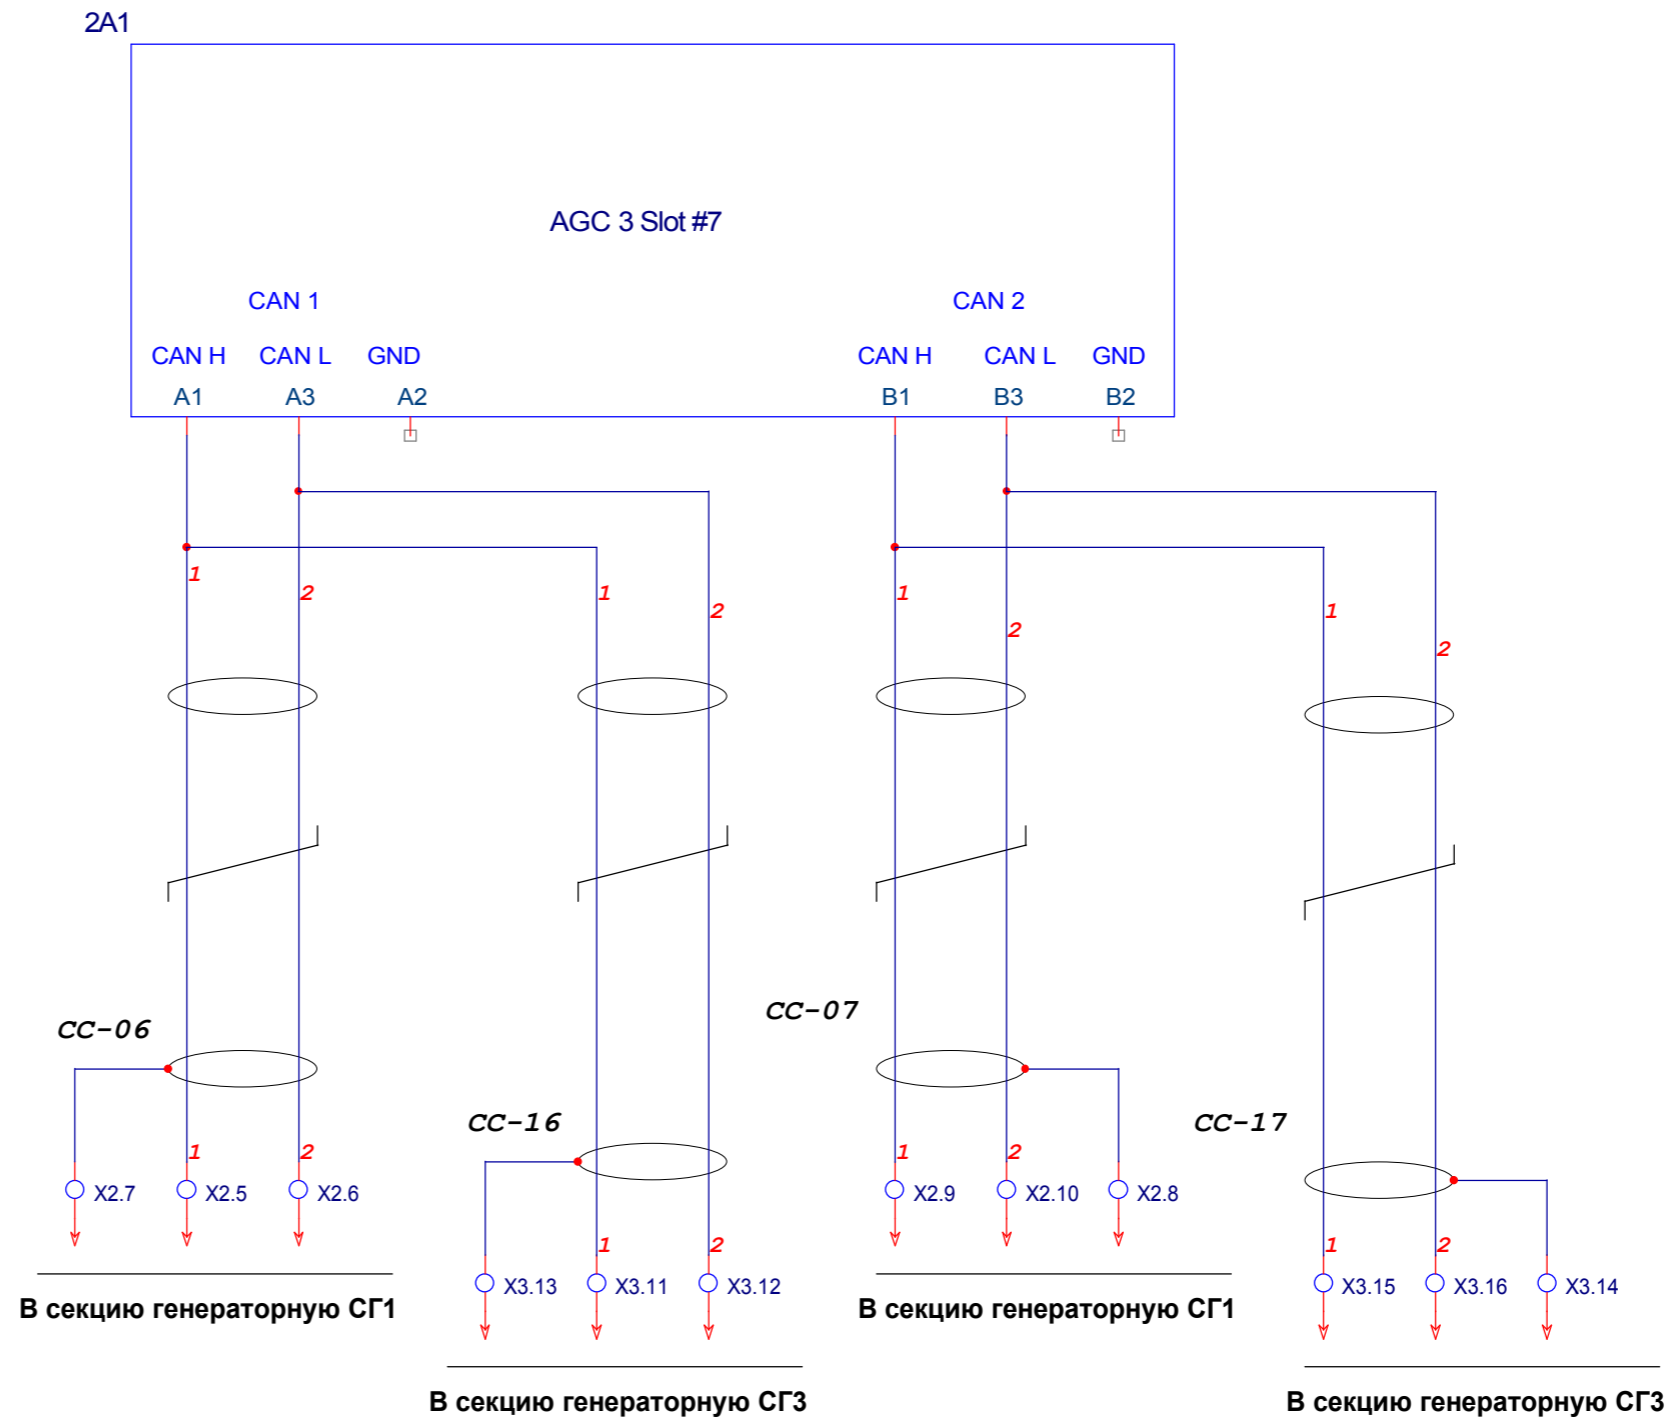 2A1
AGC 3 Slot #7
CAN 1 CAN 2
CAN H CAN L GND CAN H CAN L GND
A1 A3 A2 B1 B3 B2
1 2 1 2 1 2 1 2
CC-06 CC-07
CC-16 CC-17
1 2 1 2
X2.7 X2.5 X2.6 X2.9 X2.10 X2.8
1 2 1 2
X3.13 X3.11 X3.12 X3.15 X3.16 X3.14
В секцию генераторную СГ1 В секцию генераторную СГ1
В секцию генераторную СГ3 В секцию генераторную СГ3